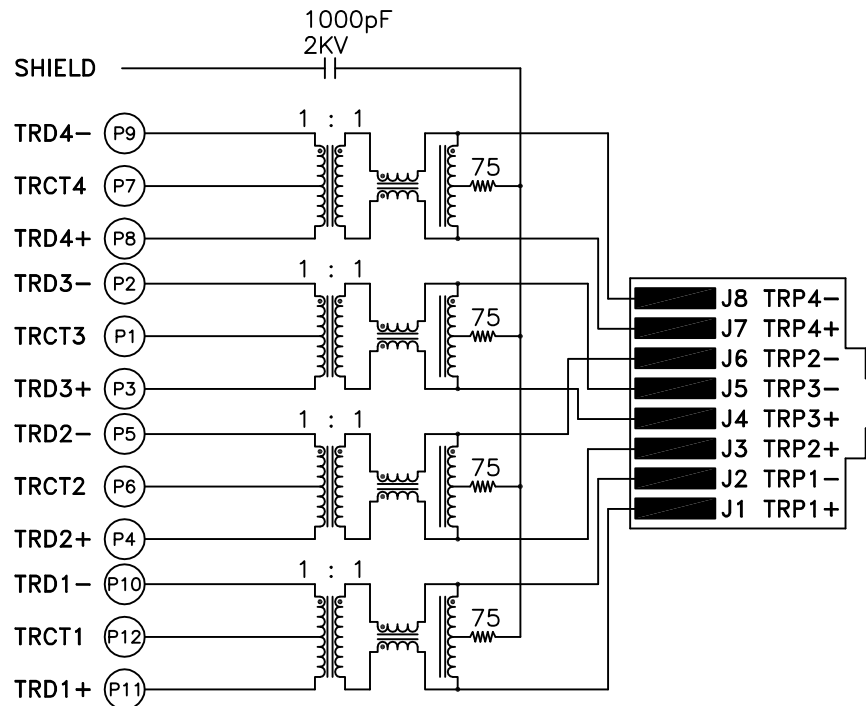 1000pF
2KV
SHIELD
1 : 1
TRD4- P9
75
TRCT4 P7
TRD4+ P8
1 : 1
TRD3- P2
75
TRCT3 P1
TRD3+ P3
1 : 1
TRD2- P5
75
TRCT2 P6
TRD2+ P4
1 : 1
TRD1- P10
75
TRCT1 P12
TRD1+ P11
J8 TRP4-
J7 TRP4+
J6 TRP2-
J5 TRP3-
J4 TRP3+
J3 TRP2+
J2 TRP1-
J1 TRP1+